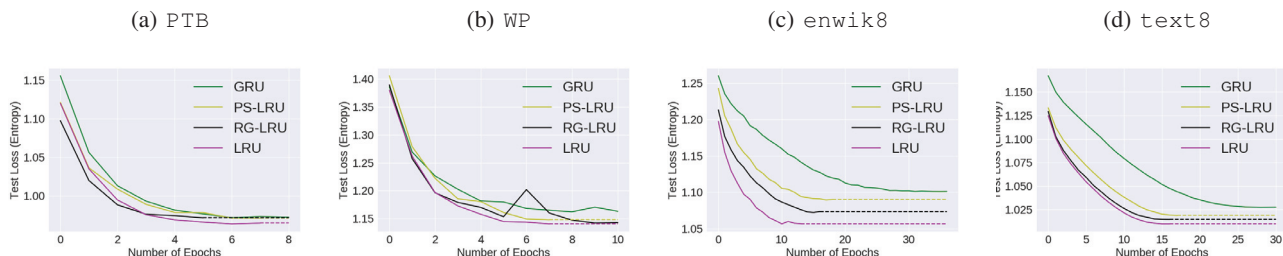 (a) PTB
(b) WP
(c) enwik8
(d) text8
Test Loss (Entropy)
1.15
1.10
1.05
1.00
0 2 4 6 8
Number of Epochs
GRU
PS-LRU
RG-LRU
LRU
Test Loss (Entropy)
1.40
1.35
1.30
1.25
1.20
1.15
0 2 4 6 8 10
Number of Epochs
GRU
PS-LRU
RG-LRU
LRU
Test Loss (Entropy)
1.25
1.20
1.15
1.10
1.05
0 10 20 30
Number of Epochs
GRU
PS-LRU
RG-LRU
LRU
Test Loss (Entropy)
1.150
1.125
1.100
1.075
1.050
1.025
0 5 10 15 20 25 30
Number of Epochs
GRU
PS-LRU
RG-LRU
LRU